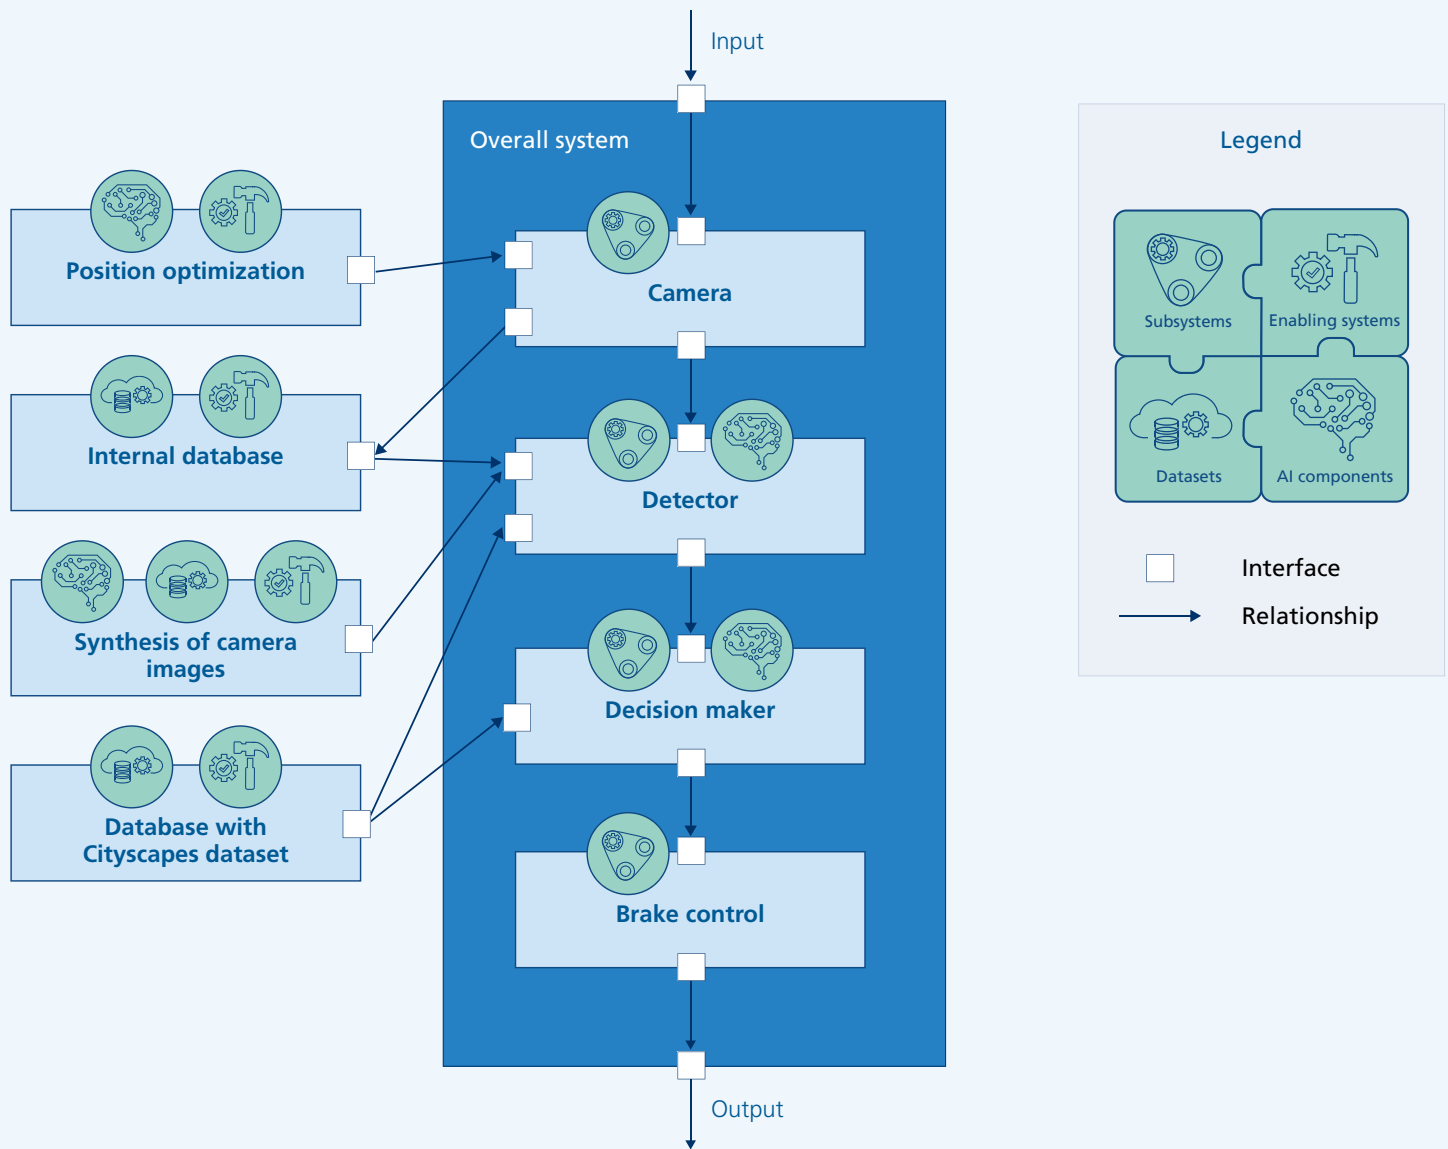 Input
Overall system
Legend
Position optimization
Camera
Subsystems
Enabling systems
Internal database
Detector
Datasets
AI components
Interface
Relationship
Synthesis of camera
images
Decision maker
Database with
Cityscapes dataset
Brake control
Output